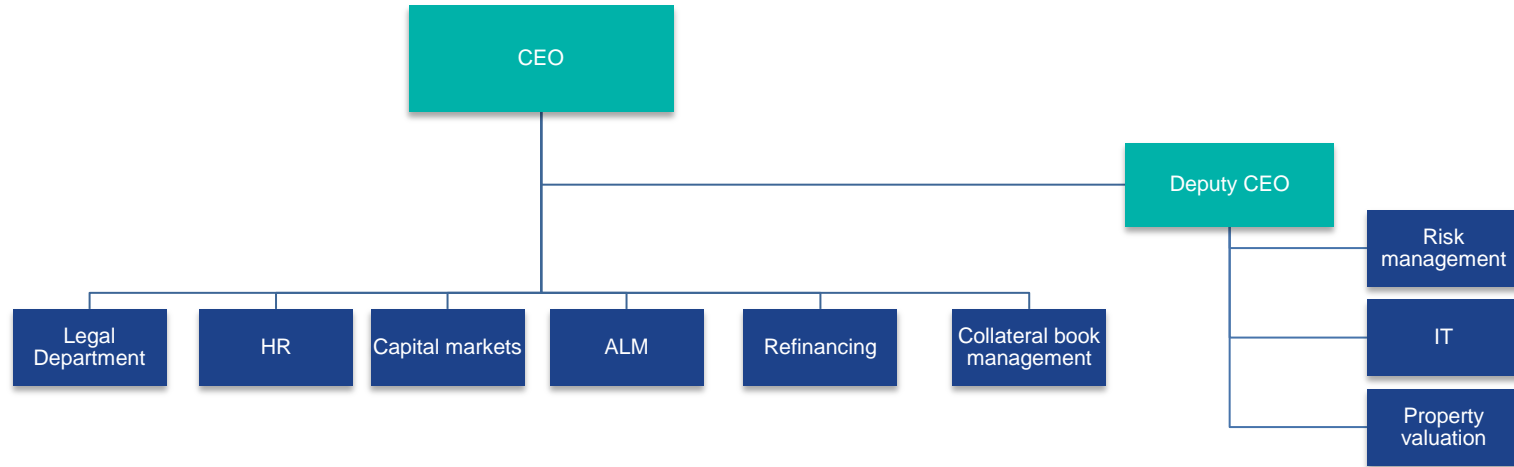 CEO
Deputy CEO
Risk
management
Legal
Department
HR
Capital markets
ALM
Refinancing
Collateral book
management
IT
Property
valuation